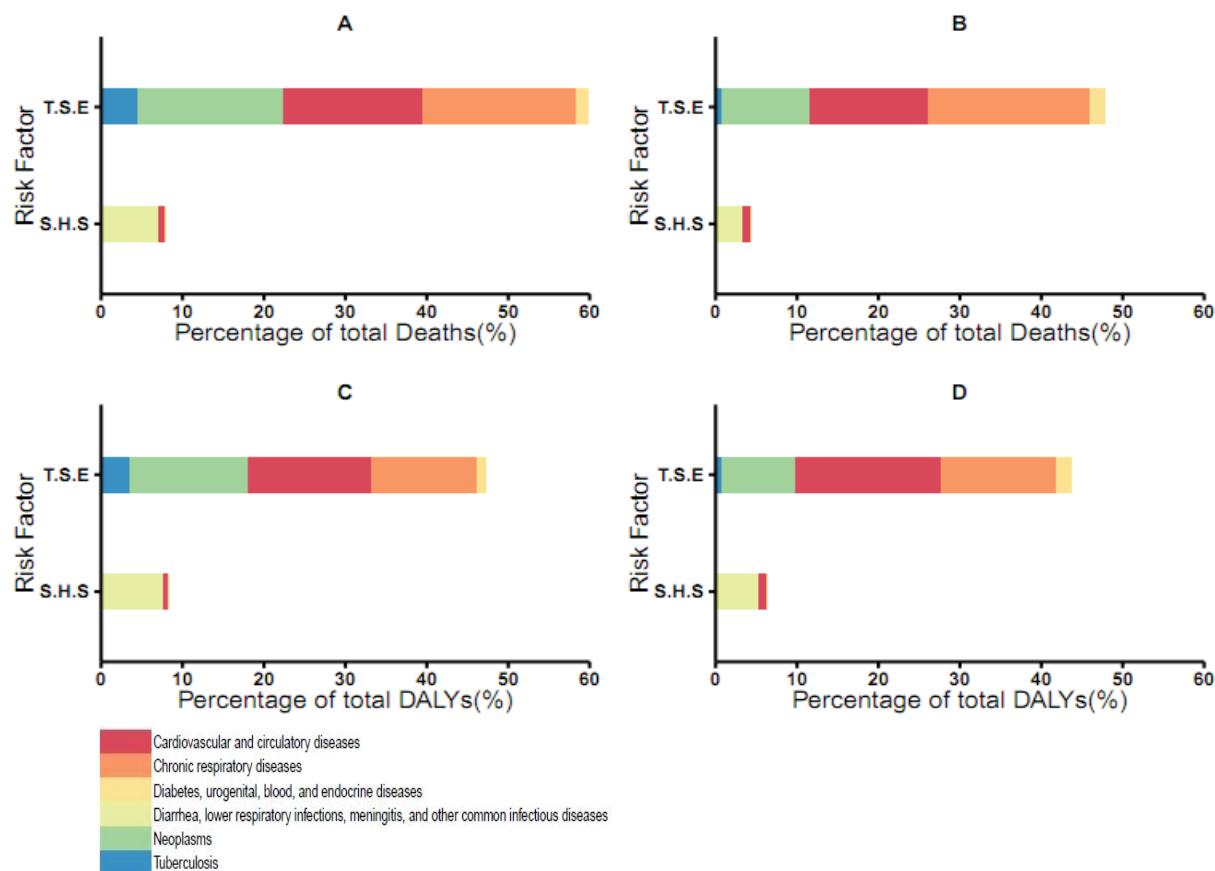 A
Risk Factor
T.S.E
S.H.S
0 10 20 30 40 50 60
Percentage of total Deaths(%)
B
Risk Factor
T.S.E
S.H.S
0 10 20 30 40 50 60
Percentage of total Deaths(%)
C
Risk Factor
T.S.E
S.H.S
0 10 20 30 40 50 60
Percentage of total DALYs(%)
D
Risk Factor
T.S.E
S.H.S
0 10 20 30 40 50 60
Percentage of total DALYs(%)
Cardiovascular and circulatory diseases
Chronic respiratory diseases
Diabetes, urogenital, blood, and endocrine diseases
Diarrhea, lower respiratory infections, meningitis, and other common infectious diseases
Neoplasms
Tuberculosis